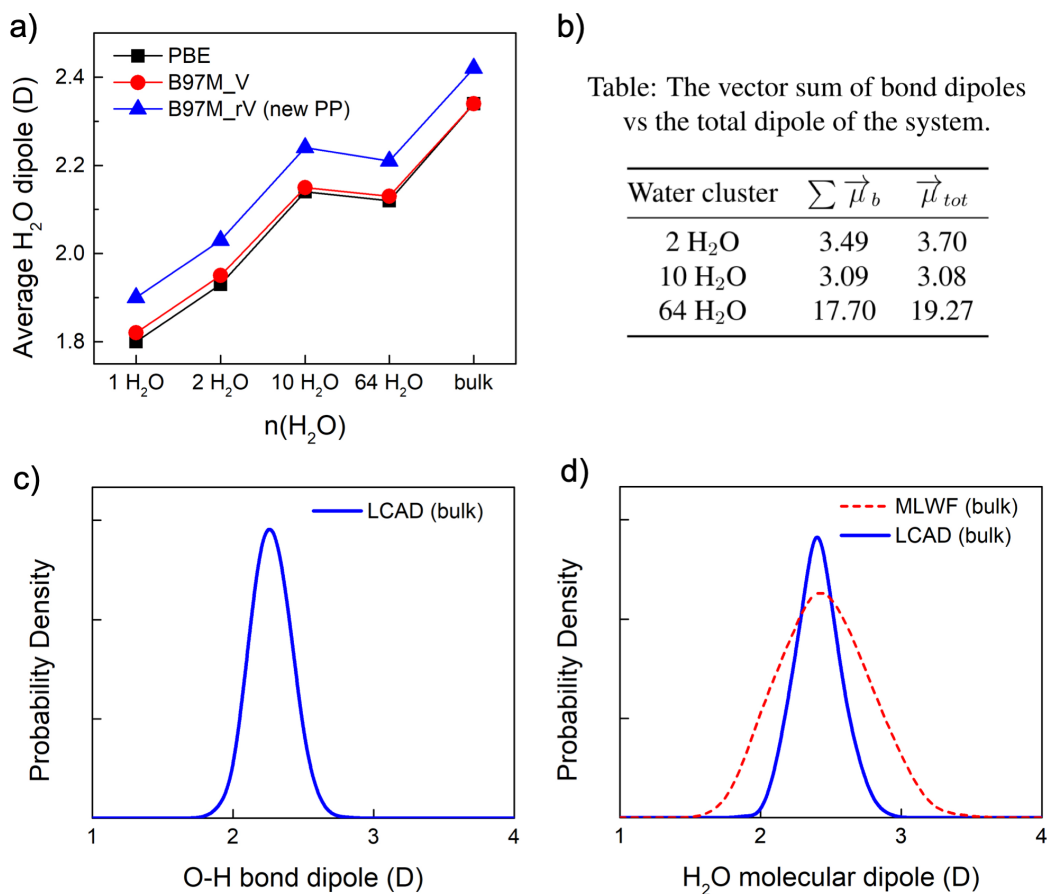 a)
PBE
B97M_V
B97M_rV (new PP)
Average H₂O dipole (D)
2.4
2.2
2.0
1.8
1 H₂O 2 H₂O 10 H₂O 64 H₂O bulk
n(H₂O)
b)
Table: The vector sum of bond dipoles
vs the total dipole of the system.
Water cluster ∑ μ⃗ b μ⃗ tot
2 H₂O 3.49 3.70
10 H₂O 3.09 3.08
64 H₂O 17.70 19.27
c)
LCAD (bulk)
Probability Density
1 2 3 4
O-H bond dipole (D)
d)
MLWF (bulk)
LCAD (bulk)
Probability Density
1 2 3 4
H₂O molecular dipole (D)